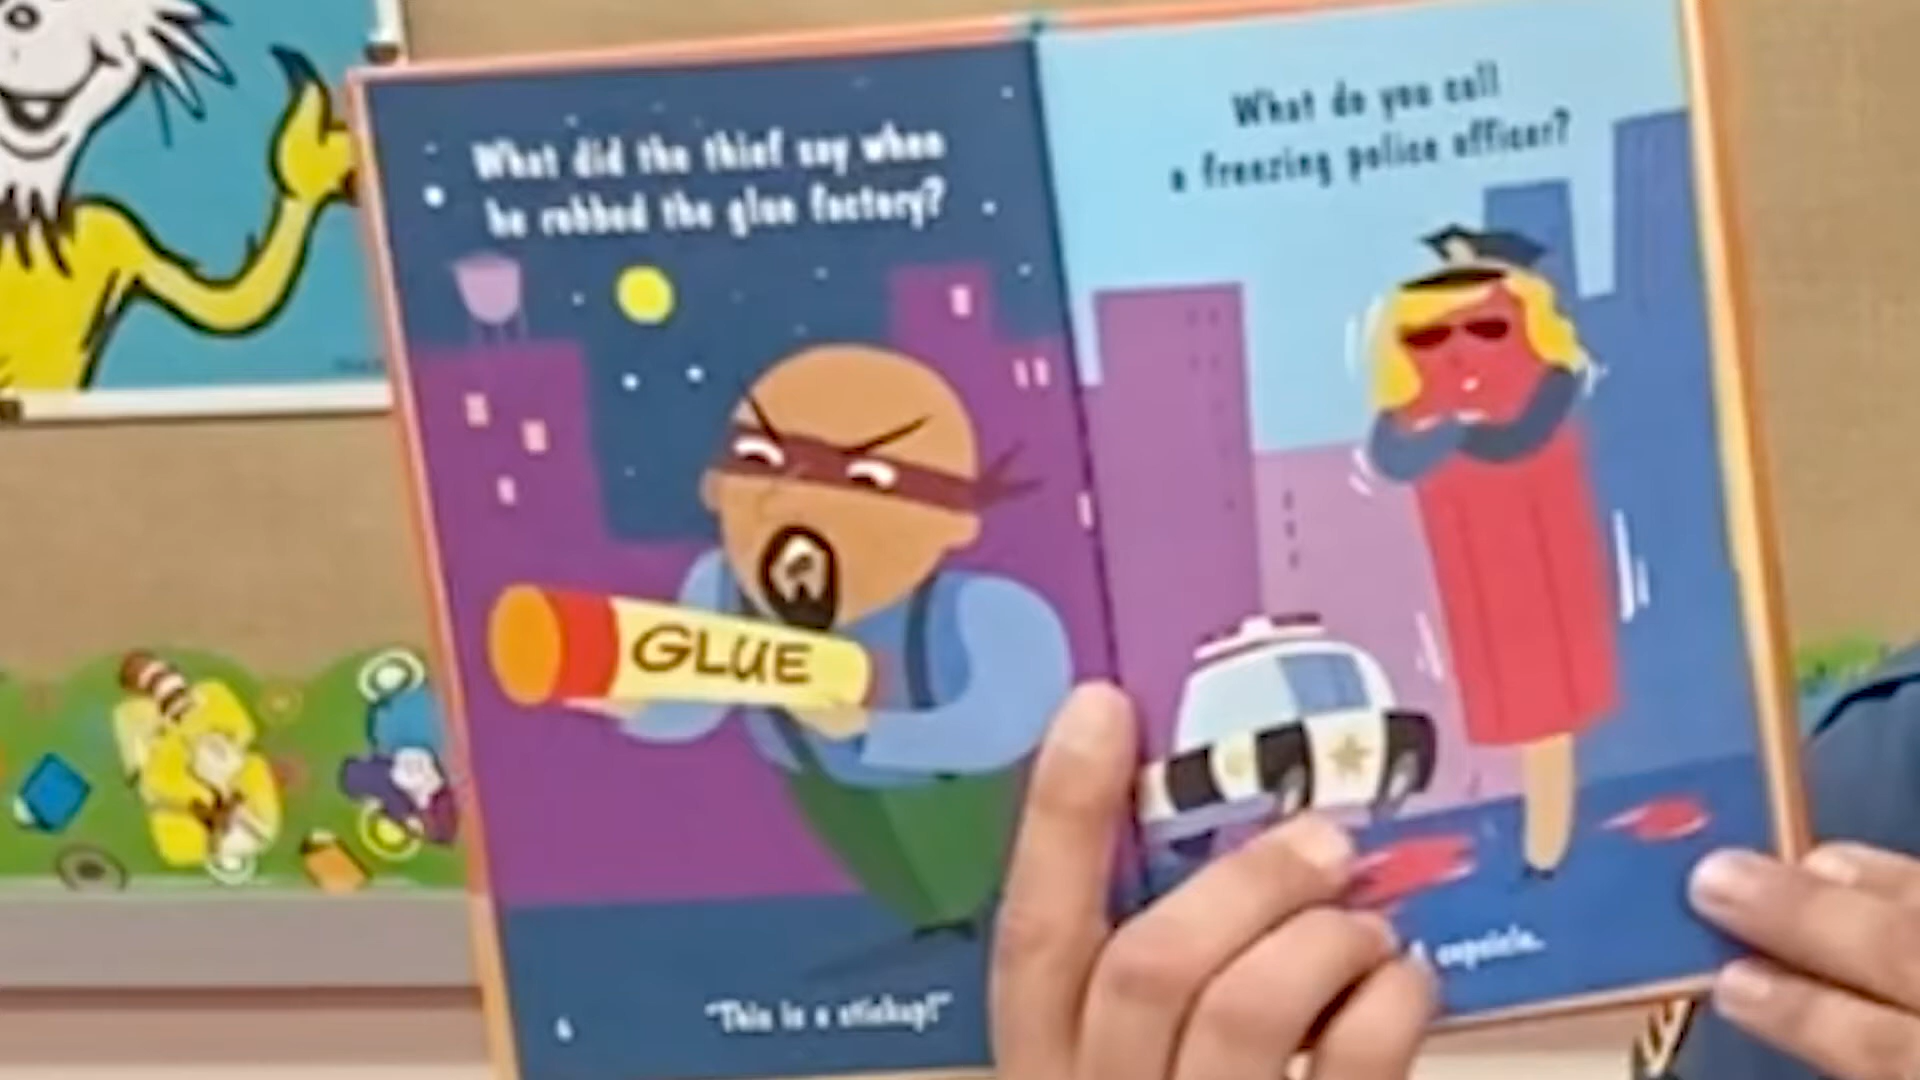 What did the thief say when
he robbed the glue factory?
GLUE
6
"This is a stickup!"
What do you call
a freezing police officer?
A copsicle.